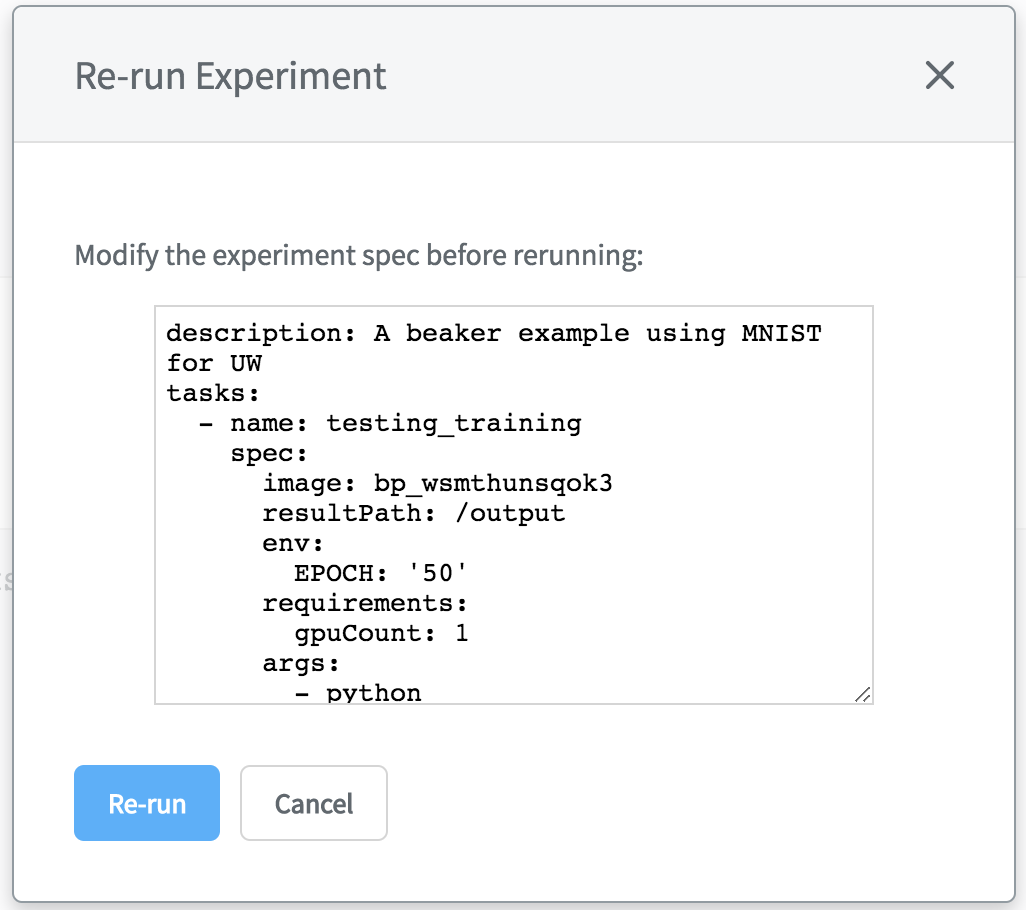 Re-run Experiment
Modify the experiment spec before rerunning:
description: A beaker example using MNIST
for UW
tasks:
  - name: testing_training
    spec:
      image: bp_wsmthunsqok3
      resultPath: /output
      env:
        EPOCH: '50'
      requirements:
        gpuCount: 1
      args:
        - python
Re-run
Cancel